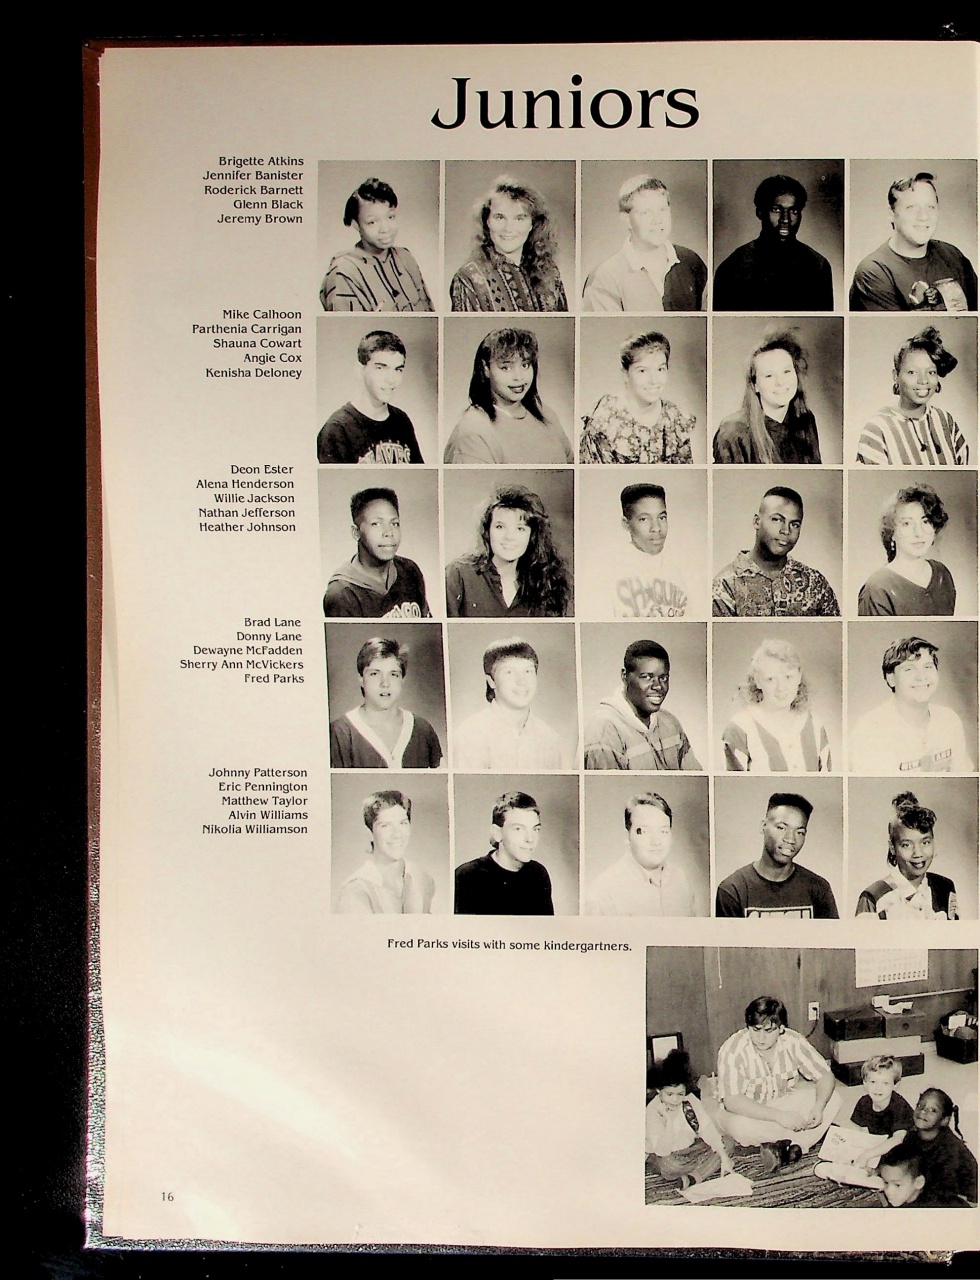 Juniors
Brigette Atkins
Jennifer Banister
Roderick Barnett
Glenn Black
Jeremy Brown
Mike Calhoon
Parthenia Carrigan
Shauna Cowart
Angie Cox
Kenisha Deloney
Deon Ester
Alena Henderson
Willie Jackson
Nathan Jefferson
Heather Johnson
Brad Lane
Donny Lane
Dewayne McFadden
Sherry Ann McVickers
Fred Parks
Johnny Patterson
Eric Pennington
Matthew Taylor
Alvin Williams
Nikolia Williamson
Fred Parks visits with some kindergartners.
16